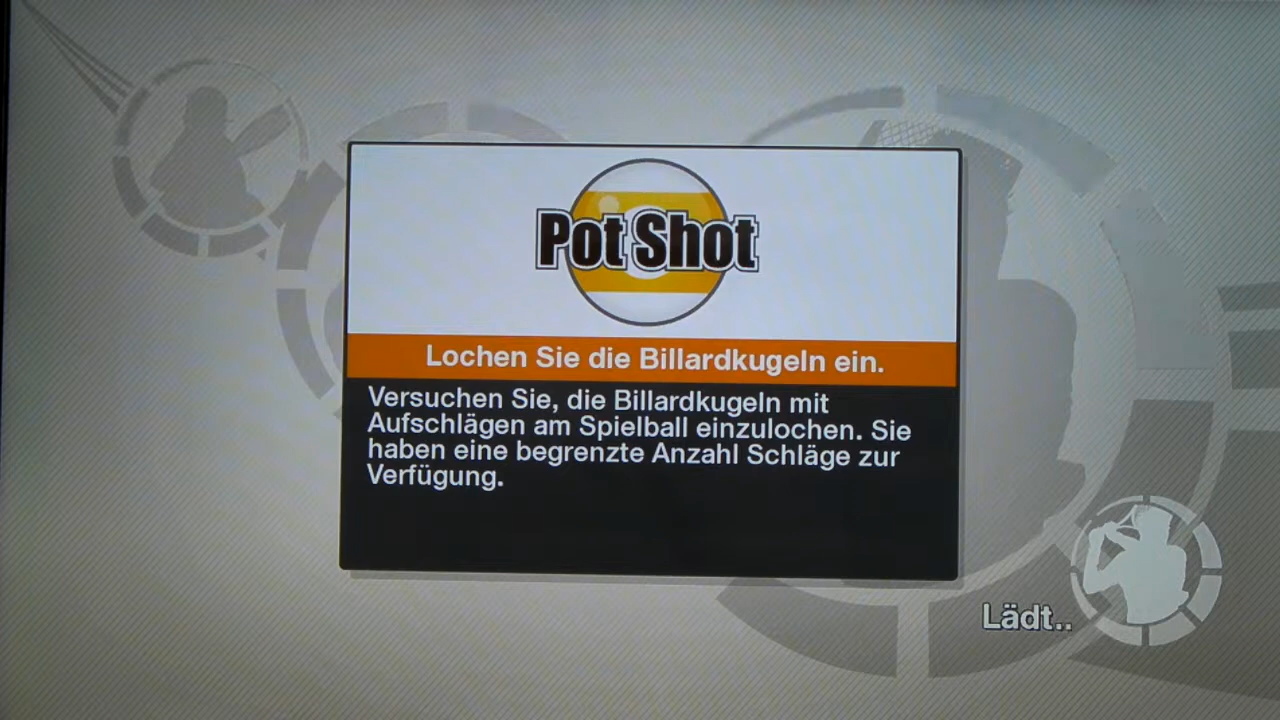 Pot Shot
Lochen Sie die Billardkugeln ein.
Versuchen Sie, die Billardkugeln mit
Aufschlägen am Spielball einzulochen. Sie
haben eine begrenzte Anzahl Schläge zur
Verfügung.
Lädt..